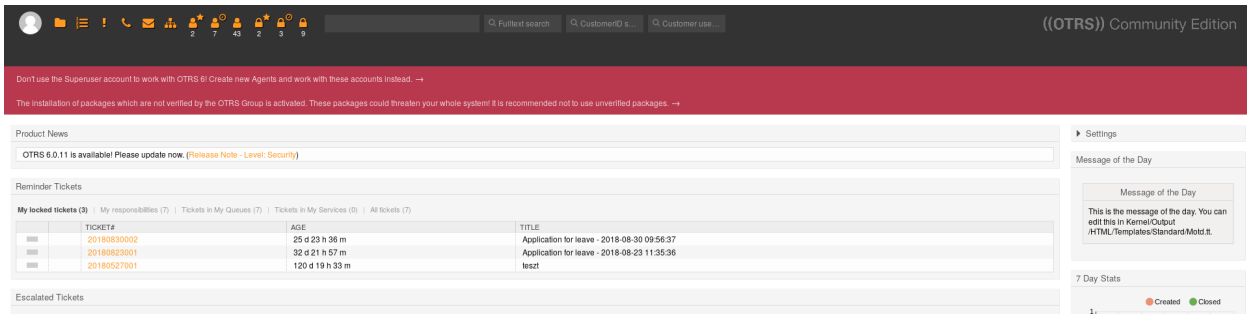 2 7 43 2 3 9
Fulltext search CustomerID s... Customer use...
((OTRS)) Community Edition
Don't use the Superuser account to work with OTRS 6! Create new Agents and work with these accounts instead. →
The installation of packages which are not verified by the OTRS Group is activated. These packages could threaten your whole system! It is recommended not to use unverified packages. →
Product News
OTRS 6.0.11 is available! Please update now. (Release Note - Level: Security)
Reminder Tickets
My locked tickets (3) | My responsibilities (7) | Tickets in My Queues (7) | Tickets in My Services (0) | All tickets (7)
TICKET# AGE TITLE
20180830002 25 d 23 h 36 m Application for leave - 2018-08-30 09:56:37
20180823001 32 d 21 h 57 m Application for leave - 2018-08-23 11:35:36
20180527001 120 d 19 h 33 m teszt
Escalated Tickets
Settings
Message of the Day
Message of the Day
This is the message of the day. You can
edit this in Kernel/Output
/HTML/Templates/Standard/Motd.tt.
7 Day Stats
Created Closed
1